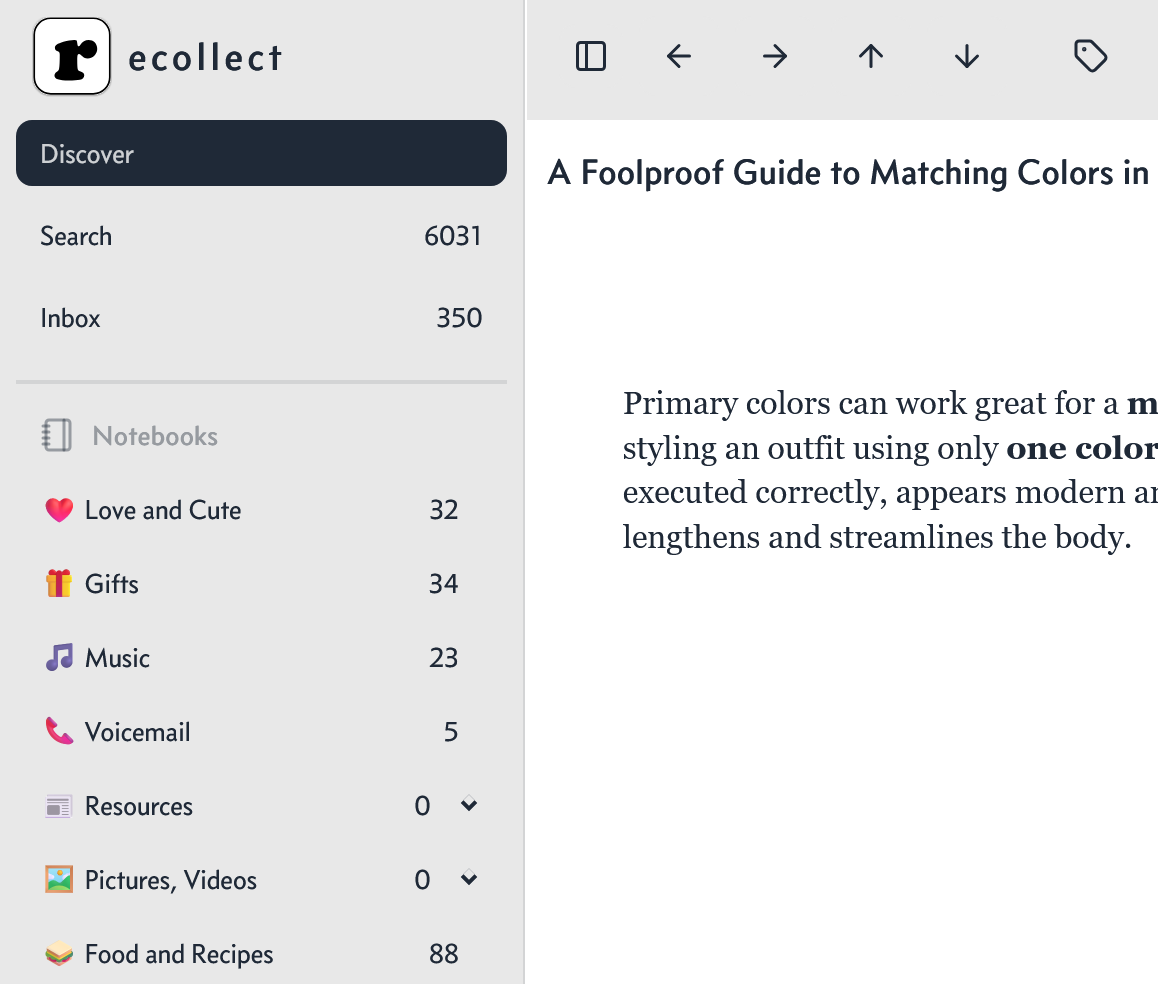 r ecollect
Discover
Search 6031
Inbox 350
Notebooks
Love and Cute 32
Gifts 34
Music 23
Voicemail 5
Resources 0
Pictures, Videos 0
Food and Recipes 88
A Foolproof Guide to Matching Colors in
Primary colors can work great for a
styling an outfit using only one color
executed correctly, appears modern
lengthens and streamlines the body.